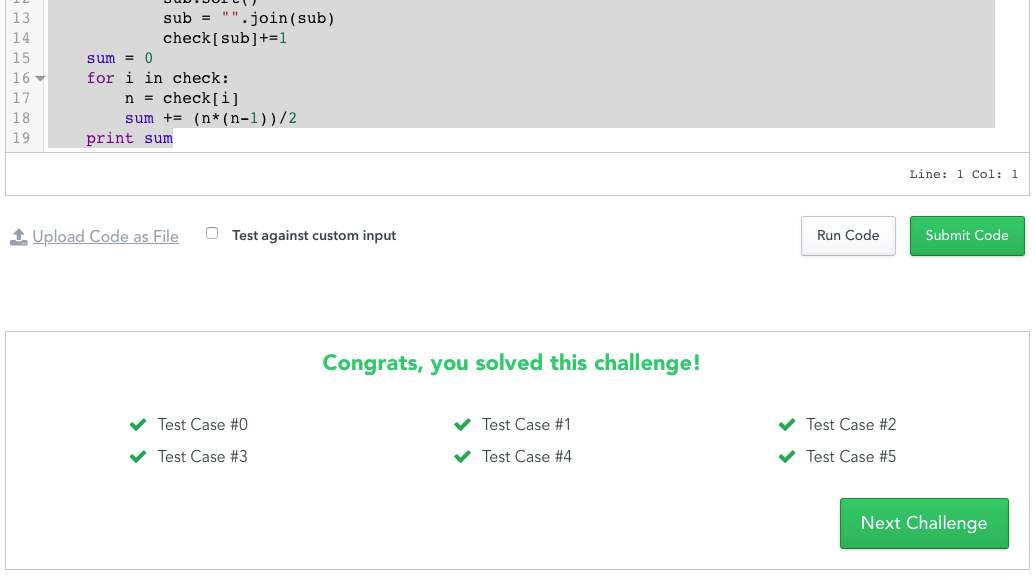 12 sub.sort()
13 sub = "".join(sub)
14 check[sub]+=1
15 sum = 0
16 for i in check:
17 n = check[i]
18 sum += (n*(n-1))/2
19 print sum
Line: 1 Col: 1
Upload Code as File Test against custom input Run Code Submit Code
Congrats, you solved this challenge!
Test Case #0 Test Case #1 Test Case #2
Test Case #3 Test Case #4 Test Case #5
Next Challenge